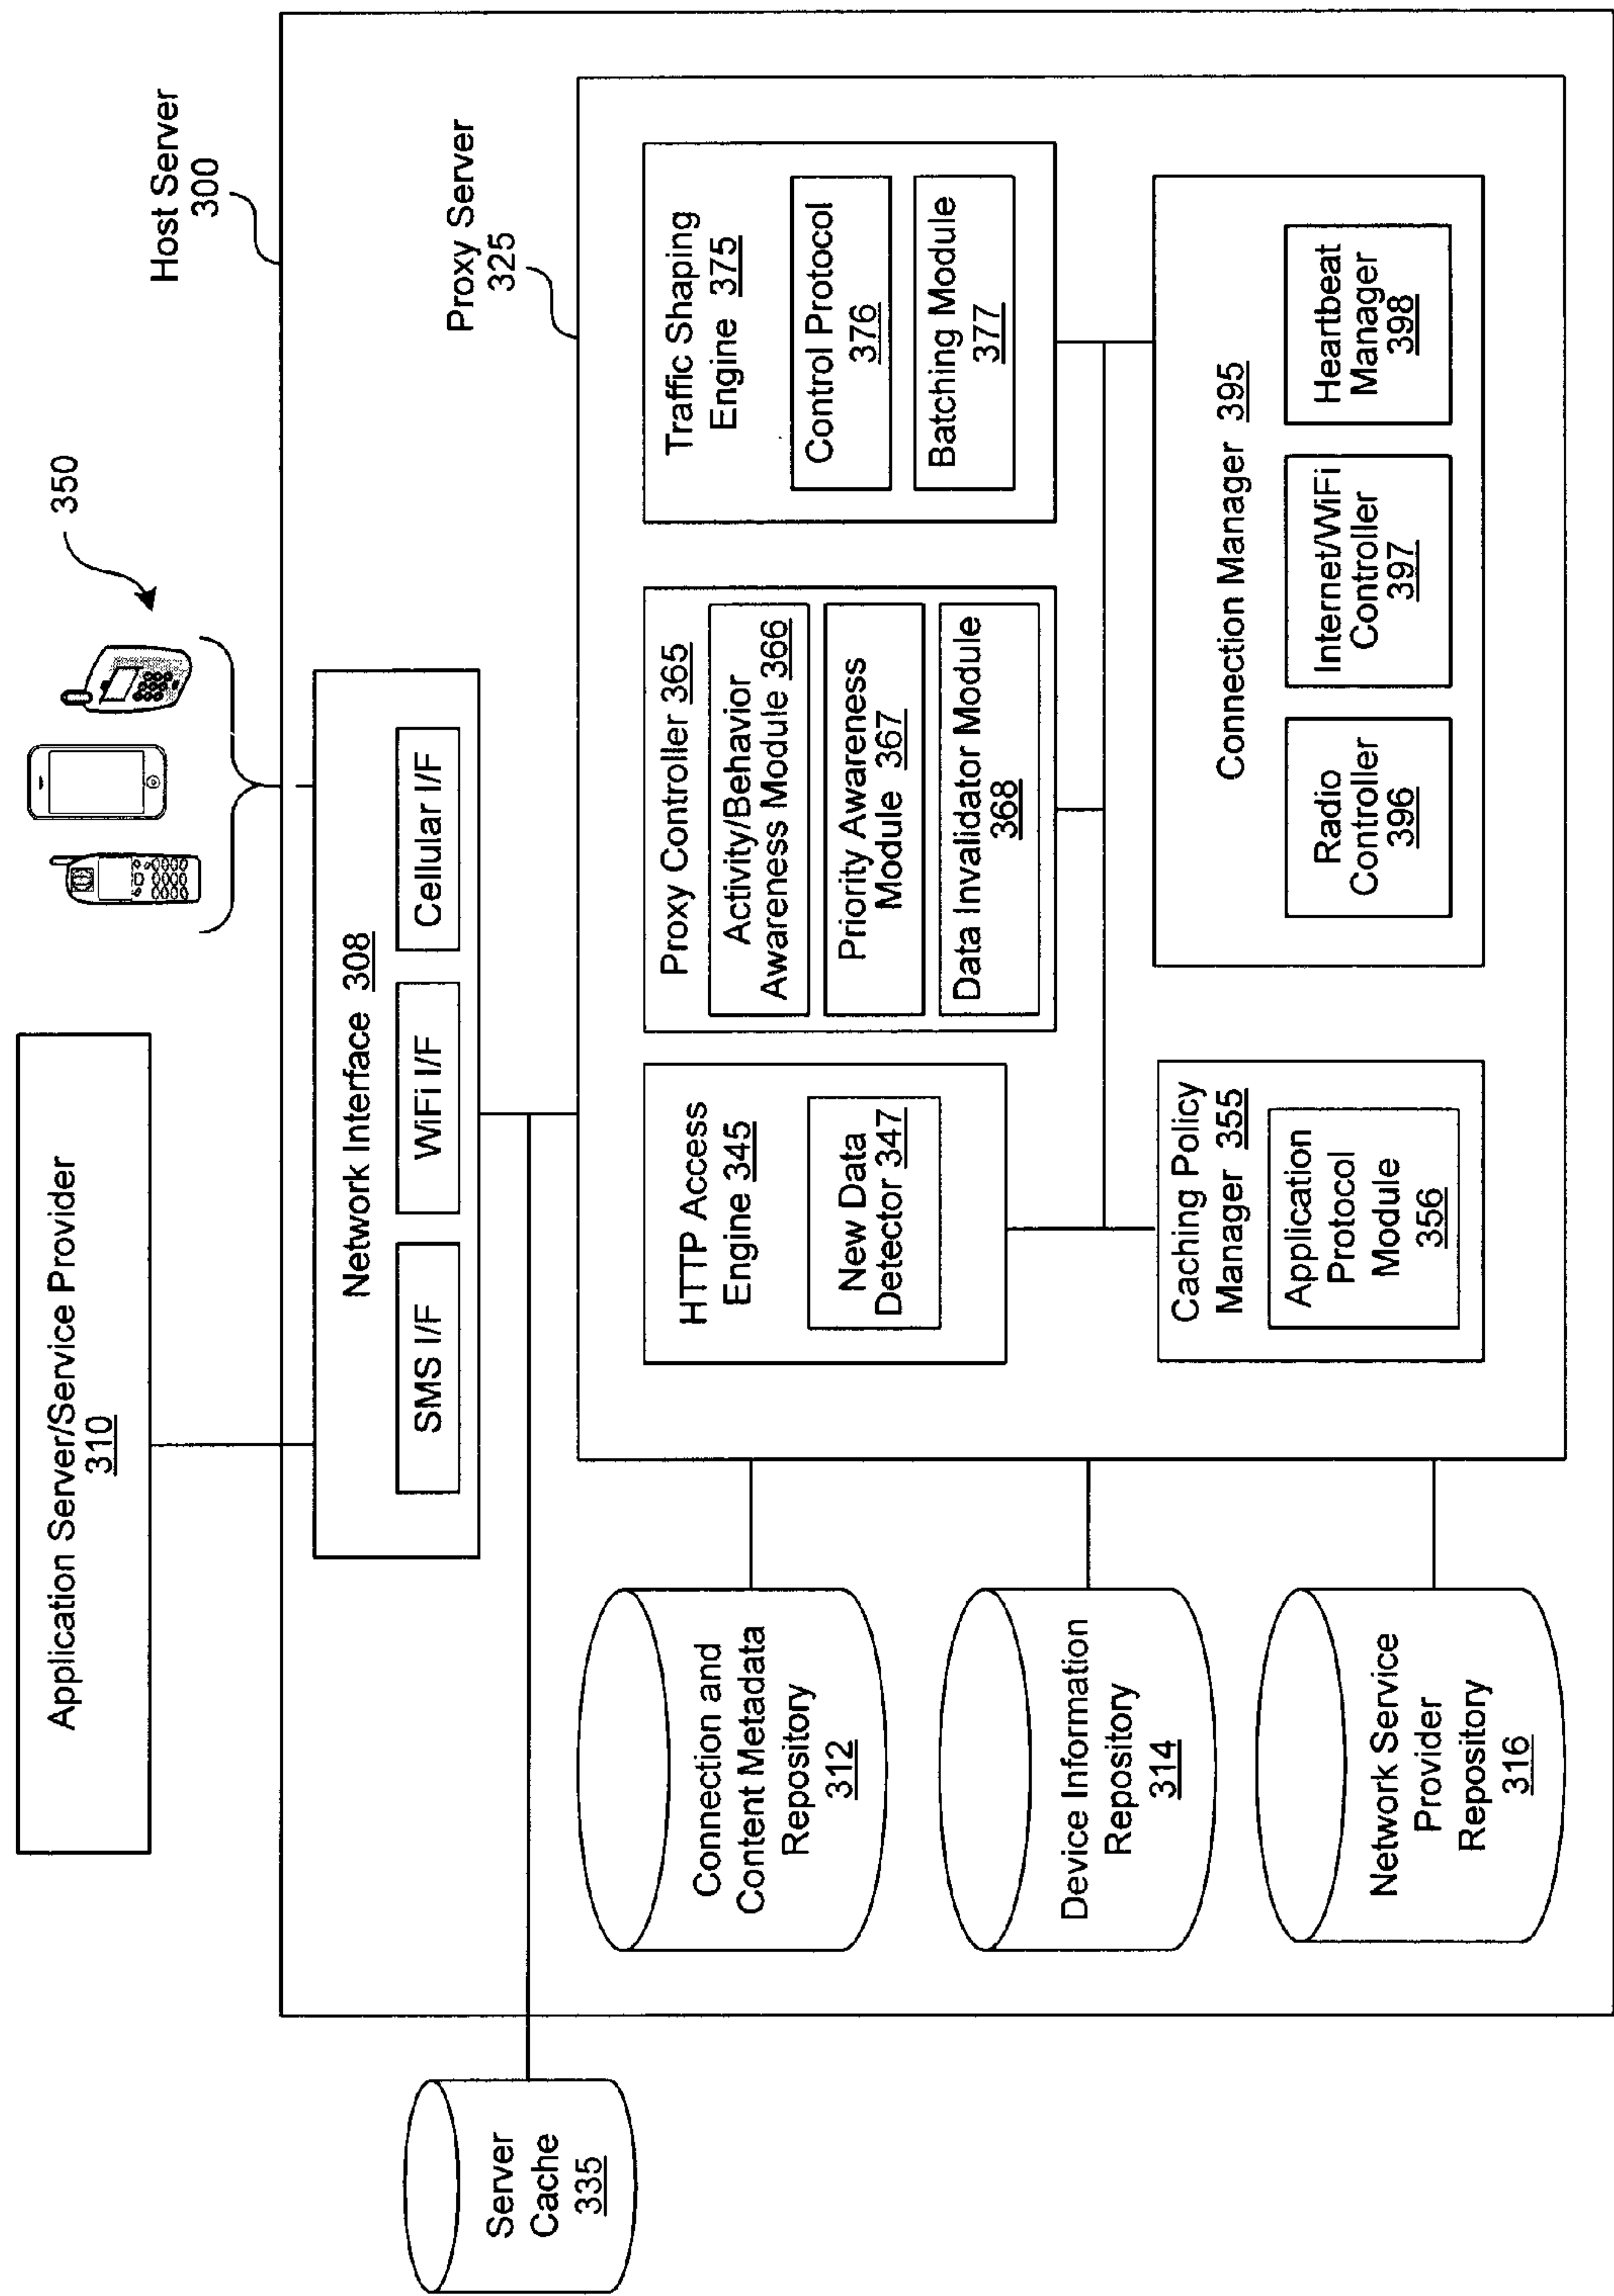 Application Server/Service Provider
310
350
Host Server
300
Network Interface 308
SMS I/F
WiFi I/F
Cellular I/F
Server
Cache
335
Proxy Server
325
Connection and
Content Metadata
Repository
312
Device Information
Repository
314
Network Service
Provider
Repository
316
HTTP Access
Engine 345
New Data
Detector 347
Proxy Controller 365
Activity/Behavior
Awareness Module 366
Priority Awareness
Module 367
Data Invalidator Module
368
Traffic Shaping
Engine 375
Control Protocol
376
Batching Module
377
Caching Policy
Manager 355
Application
Protocol
Module
356
Connection Manager 395
Radio
Controller
396
Internet/WiFi
Controller
397
Heartbeat
Manager
398